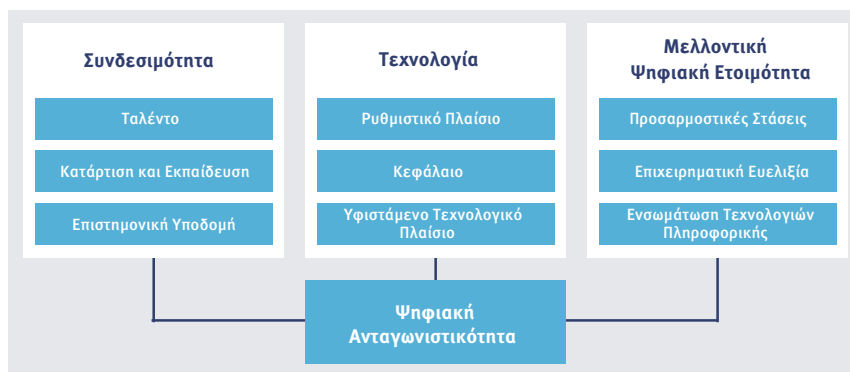 Συνδεσιμότητα
Ταλέντο
Κατάρτιση και Εκπαίδευση
Επιστημονική Υποδομή
Τεχνολογία
Ρυθμιστικό Πλαίσιο
Κεφάλαιο
Υφιστάμενο Τεχνολογικό
Πλαίσιο
Μελλοντική
Ψηφιακή Ετοιμότητα
Προσαρμοστικές Στάσεις
Επιχειρηματική Ευελιξία
Ενσωμάτωση Τεχνολογιών
Πληροφορικής
Ψηφιακή
Ανταγωνιστικότητα